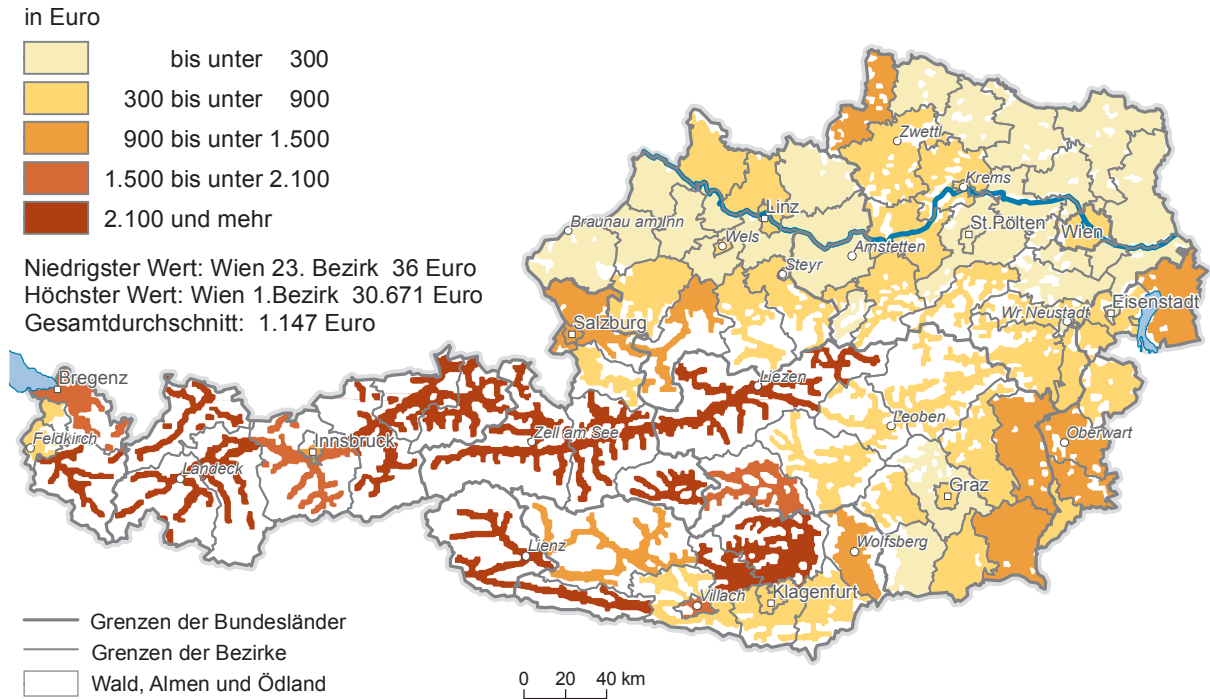 in Euro
bis unter 300
300 bis unter 900
900 bis unter 1.500
1.500 bis unter 2.100
2.100 und mehr
Niedrigster Wert: Wien 23. Bezirk 36 Euro
Höchster Wert: Wien 1.Bezirk 30.671 Euro
Gesamtdurchschnitt: 1.147 Euro
Zwettl
Krems
Linz
Braunau am Inn
St.Pölten
Wien
Wels
Amstetten
Steyr
Eisenstadt
Wr.Neustadt
Salzburg
Bregenz
Liezen
Leoben
Feldkirch
Innsbruck
Zell am See
Oberwart
Landeck
Graz
Lienz
Wolfsberg
Villach
Klagenfurt
Grenzen der Bundesländer
Grenzen der Bezirke
Wald, Almen und Ödland
0 20 40 km